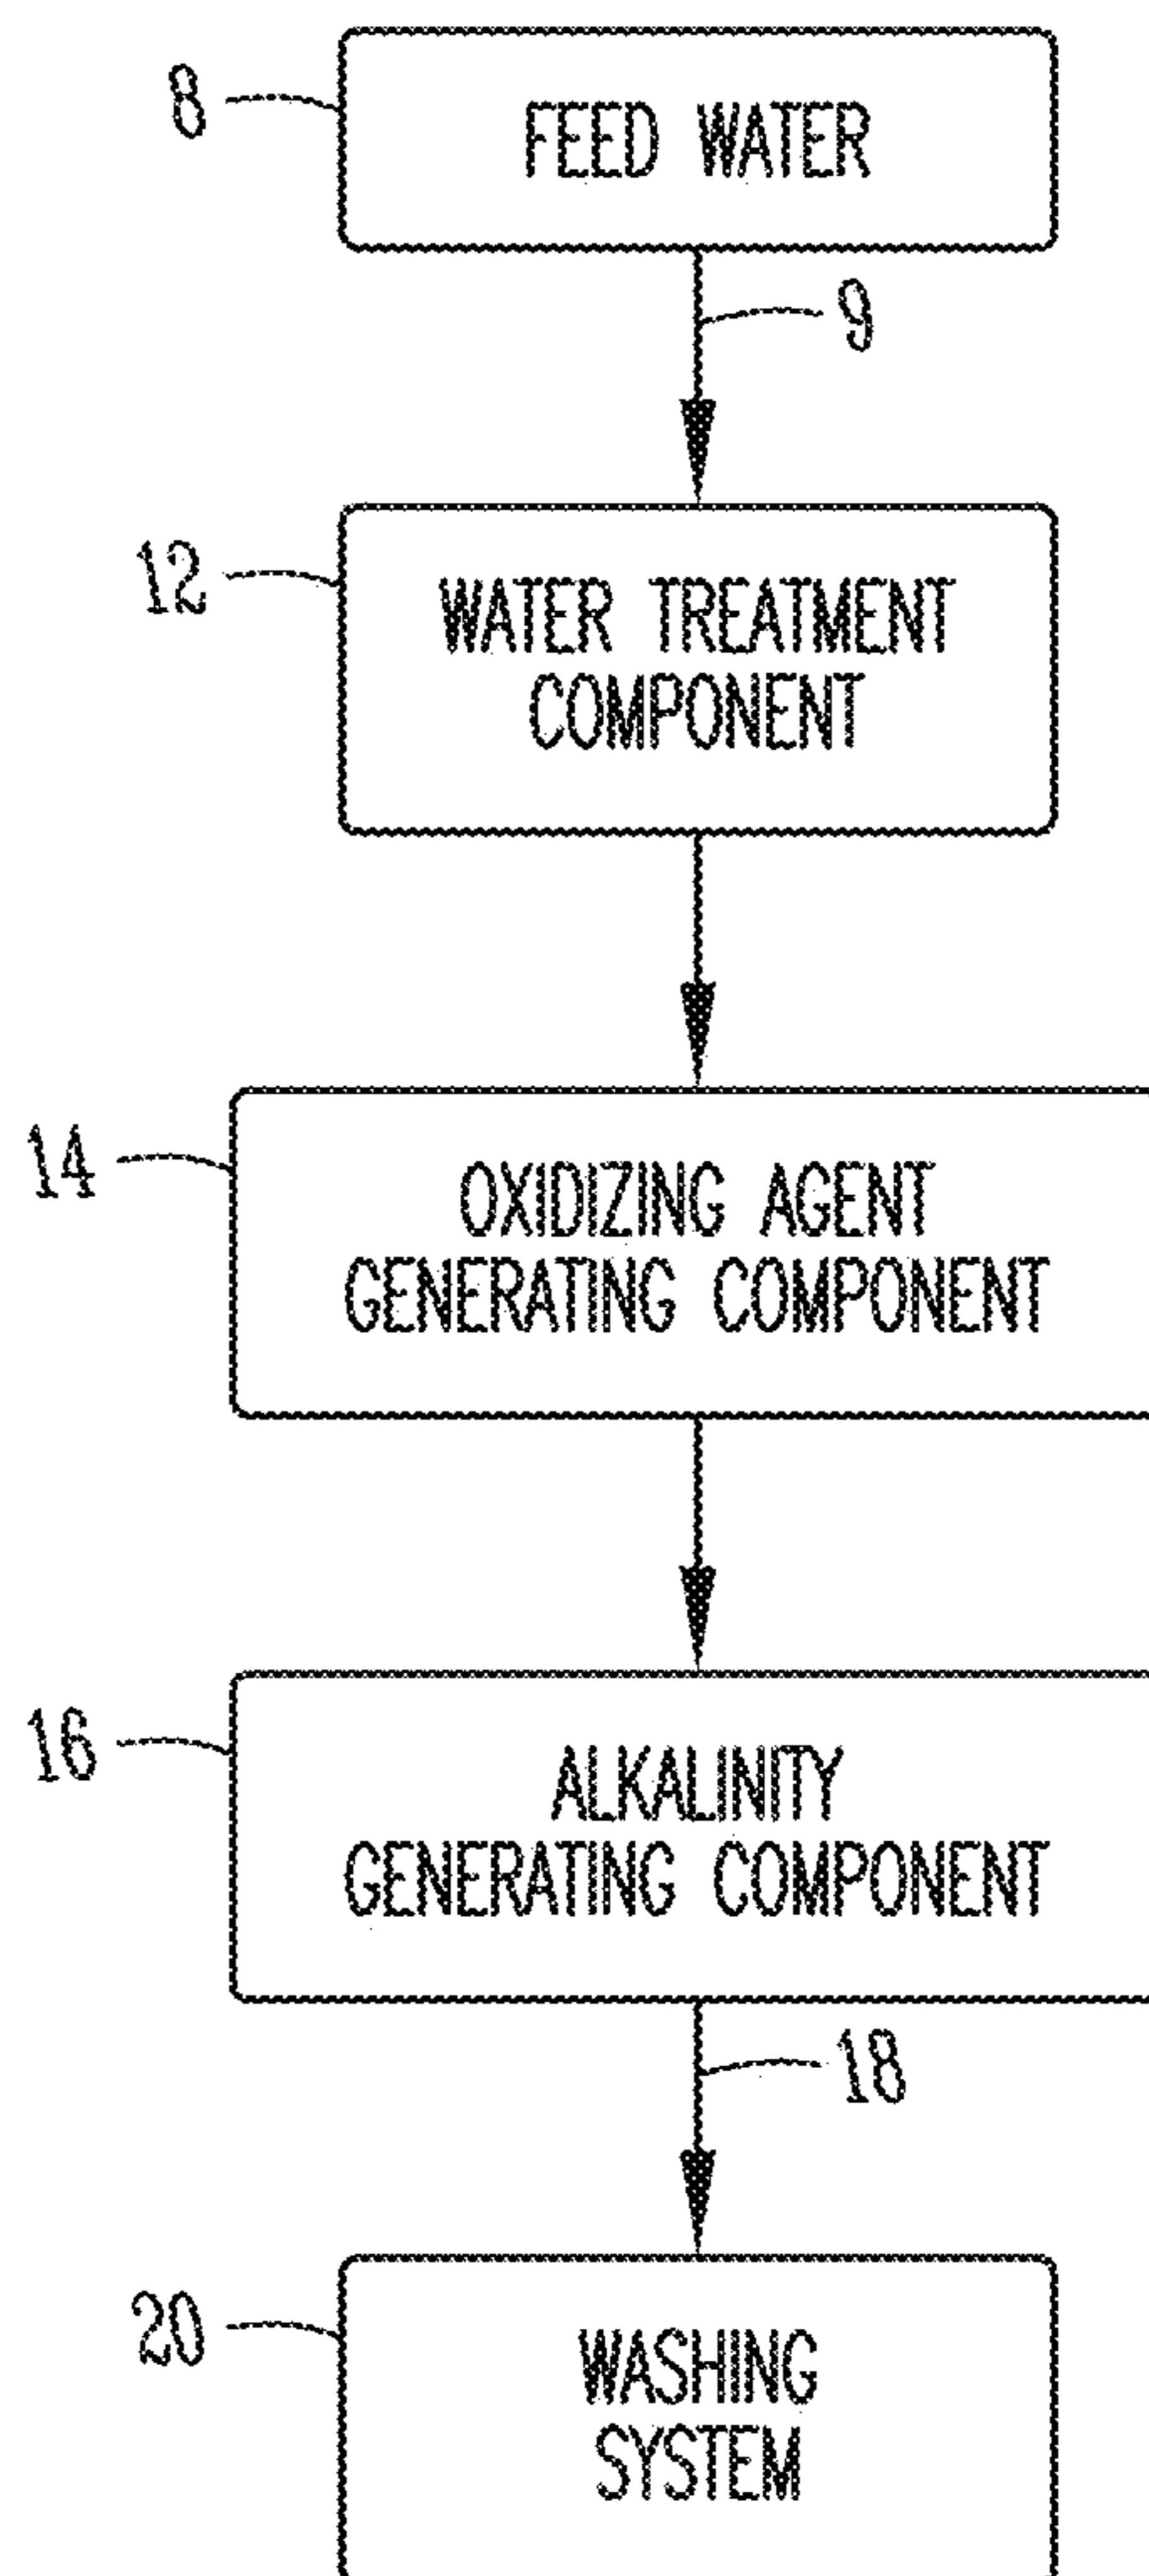 8
FEED WATER
9
12
WATER TREATMENT
COMPONENT
14
OXIDIZING AGENT
GENERATING COMPONENT
16
ALKALINITY
GENERATING COMPONENT
18
20
WASHING
SYSTEM